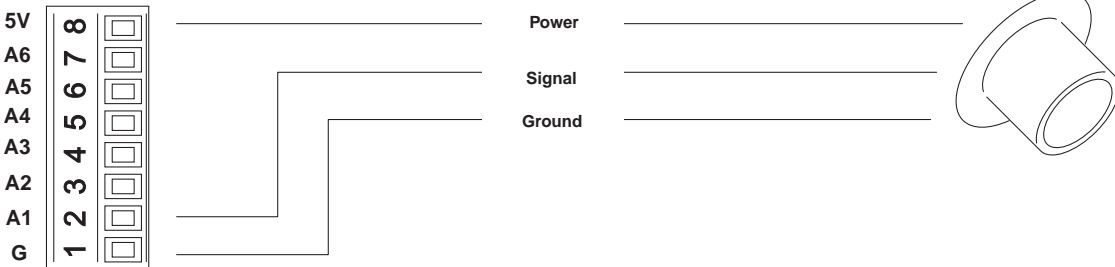 5V 8 Power
A6 7
A5 6 Signal
A4 5 Ground
A3 4
A2 3
A1 2
G 1